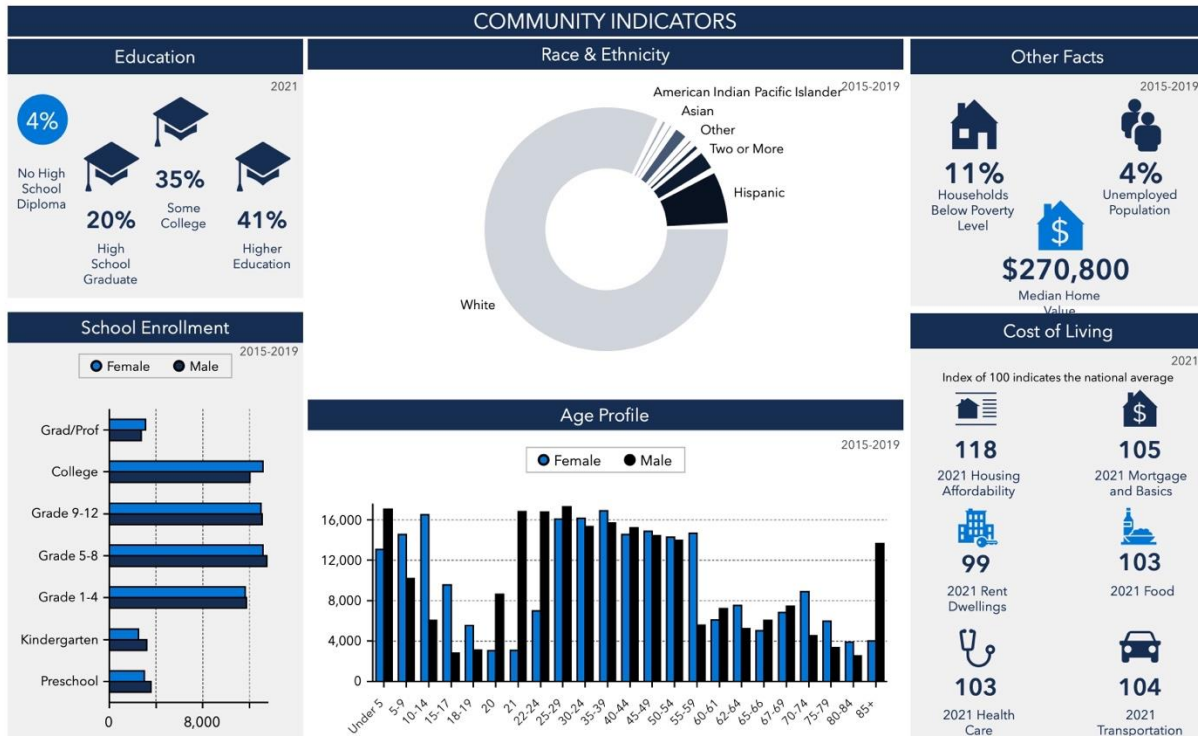 COMMUNITY INDICATORS
Education
2021
4%
No High
School
Diploma
20%
High
School
Graduate
35%
Some
College
41%
Higher
Education
Race & Ethnicity
2015-2019
American Indian Pacific Islander
Asian
Other
Two or More
Hispanic
White
Other Facts
2015-2019
11%
Households
Below Poverty
Level
4%
Unemployed
Population
$
$270,800
Median Home
Value
School Enrollment
2015-2019
Female
Male
Grad/Prof
College
Grade 9-12
Grade 5-8
Grade 1-4
Kindergarten
Preschool
0
8,000
Age Profile
2015-2019
Female
Male
16,000
12,000
8,000
4,000
0
Under 5
5-9
10-14
15-17
18-19
20
21
22-24
25-29
30-24
35-39
40-44
45-49
50-54
55-59
60-61
62-64
65-66
67-69
70-74
75-79
80-84
85+
Cost of Living
2021
Index of 100 indicates the national average
118
2021 Housing
Affordability
$
105
2021 Mortgage
and Basics
99
2021 Rent
Dwellings
103
2021 Food
103
2021 Health
Care
104
2021
Transportation